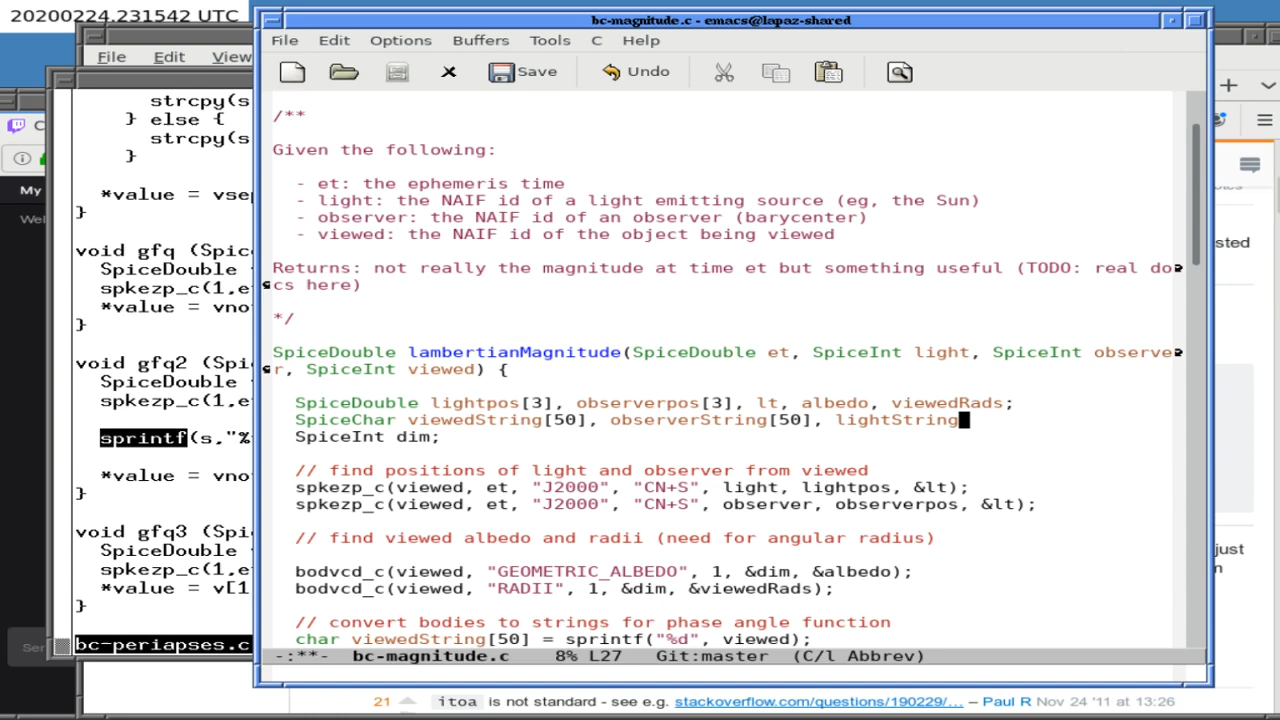 20200224.231542 UTC
bc-magnitude.c - emacs@lapaz-shared
File Edit View
File Edit Options Buffers Tools C Help
Save Undo
strcpy(s
} else {
strcpy(s
}
*value = vsep
}
void gfq (Spic
SpiceDouble
spkezp_c(1,e
*value = vno
}
void gfq2 (Spic
SpiceDouble
spkezp_c(1,
sprintf(s,"%
*value = vno
}
void gfq3 (Spi
SpiceDouble
spkezp_c(1,e
*value = v[1
}
bc-periapses.c
My
Wel
Ser
/**
Given the following:
- et: the ephemeris time
- light: the NAIF id of a light emitting source (eg, the Sun)
- observer: the NAIF id of an observer (barycenter)
- viewed: the NAIF id of the object being viewed
Returns: not really the magnitude at time et but something useful (TODO: real do
cs here)
*/
SpiceDouble lambertianMagnitude(SpiceDouble et, SpiceInt light, SpiceInt observe
r, SpiceInt viewed) {
SpiceDouble lightpos[3], observerpos[3], lt, albedo, viewedRads;
SpiceChar viewedString[50], observerString[50], lightString
SpiceInt dim;
// find positions of light and observer from viewed
spkezp_c(viewed, et, "J2000", "CN+S", light, lightpos, &lt);
spkezp_c(viewed, et, "J2000", "CN+S", observer, observerpos, &lt);
// find viewed albedo and radii (need for angular radius)
bodvcd_c(viewed, "GEOMETRIC_ALBEDO", 1, &dim, &albedo);
bodvcd_c(viewed, "RADII", 1, &dim, &viewedRads);
// convert bodies to strings for phase angle function
char viewedString[50] = sprintf("%d", viewed);
-:**- bc-magnitude.c 8% L27 Git:master (C/l Abbrev)
sted
just
21 itoa is not standard - see e.g. stackoverflow.com/questions/190229/… – Paul R Nov 24 '11 at 13:26